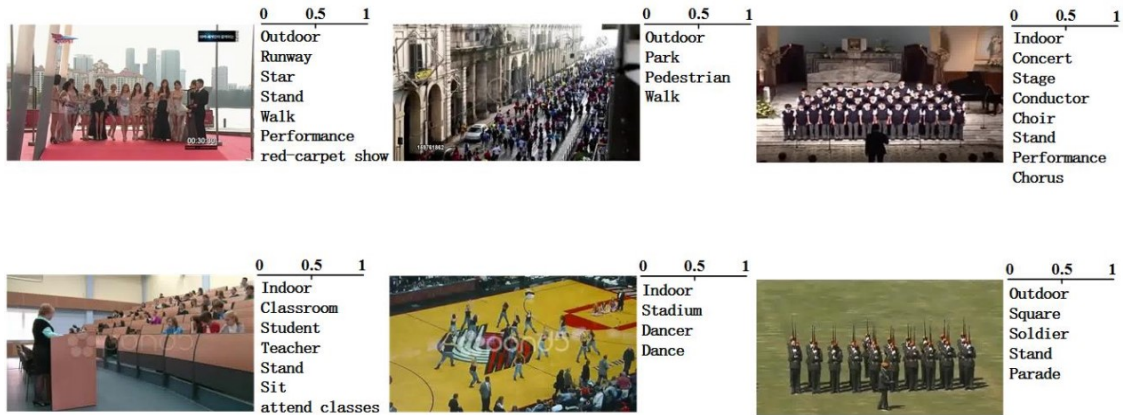 0 0.5 1
Outdoor
Runway
Star
Stand
Walk
Performance
red-carpet show
00:30
0 0.5 1
Outdoor
Park
Pedestrian
Walk
0 0.5 1
Indoor
Concert
Stage
Conductor
Choir
Stand
Performance
Chorus
0 0.5 1
Indoor
Classroom
Student
Teacher
Stand
Sit
attend classes
0 0.5 1
Indoor
Stadium
Dancer
Dance
0 0.5 1
Outdoor
Square
Soldier
Stand
Parade